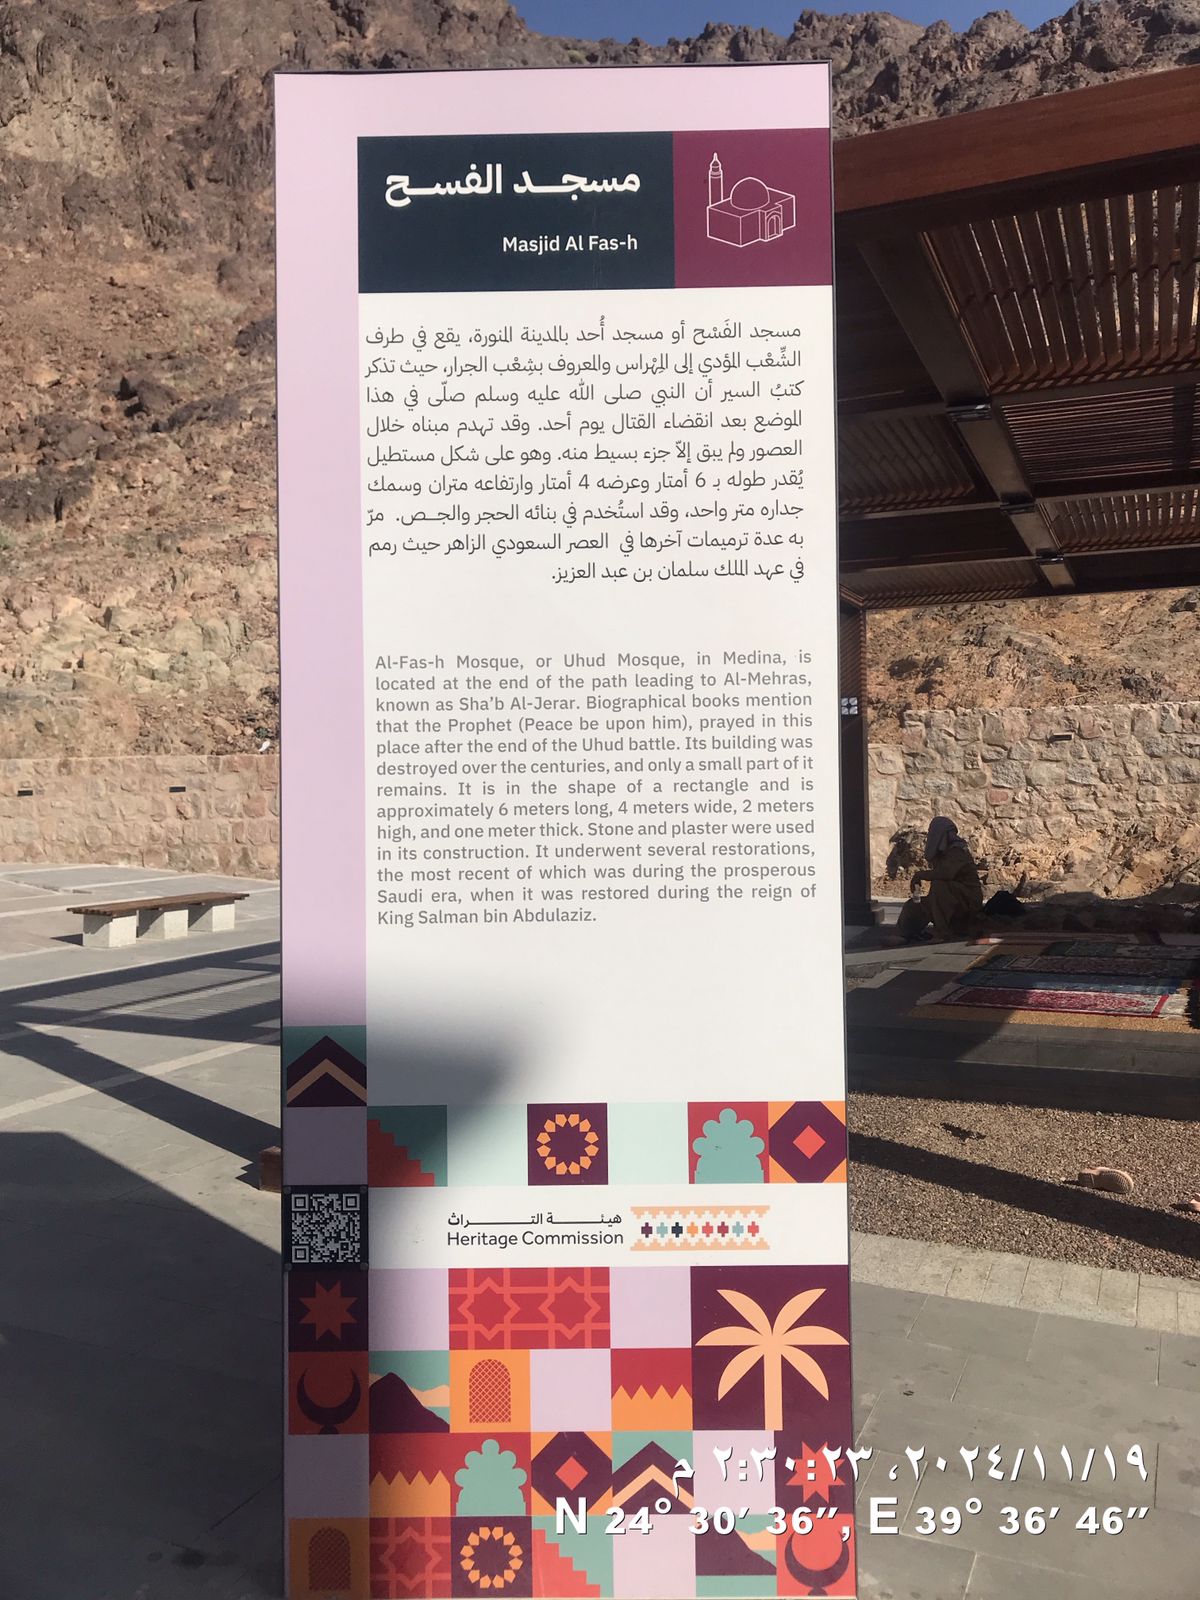 مسجد الفسح
Masjid Al Fas-h
مسجد الفَسْح أو مسجد أُحد بالمدينة المنورة، يقع في طرف
الشِّعْب المؤدي إلى المِهْراس والمعروف بشِعْب الجرار، حيث تذكر
كتبُ السير أن النبي صلى الله عليه وسلم صلّى في هذا
الموضع بعد انقضاء القتال يوم أحد. وقد تهدم مبناه خلال
العصور ولم يبق إلاّ جزء بسيط منه. وهو على شكل مستطيل
يُقدر طوله بـ 6 أمتار وعرضه 4 أمتار وارتفاعه متران وسمك
جداره متر واحد، وقد استُخدم في بنائه الحجر والجص. مرّ
به عدة ترميمات آخرها في العصر السعودي الزاهر حيث رمم
في عهد الملك سلمان بن عبد العزيز.
Al-Fas-h Mosque, or Uhud Mosque, in Medina, is
located at the end of the path leading to Al-Mehras,
known as Sha’b Al-Jerar. Biographical books mention
that the Prophet (Peace be upon him), prayed in this
place after the end of the Uhud battle. Its building was
destroyed over the centuries, and only a small part of it
remains. It is in the shape of a rectangle and is
approximately 6 meters long, 4 meters wide, 2 meters
high, and one meter thick. Stone and plaster were used
in its construction. It underwent several restorations,
the most recent of which was during the prosperous
Saudi era, when it was restored during the reign of
King Salman bin Abdulaziz.
هيئة التراث
Heritage Commission
٢٠٢٤/١١/١٩، ٢:٣٠:٢٣ م
N 24° 30′ 36″, E 39° 36′ 46″